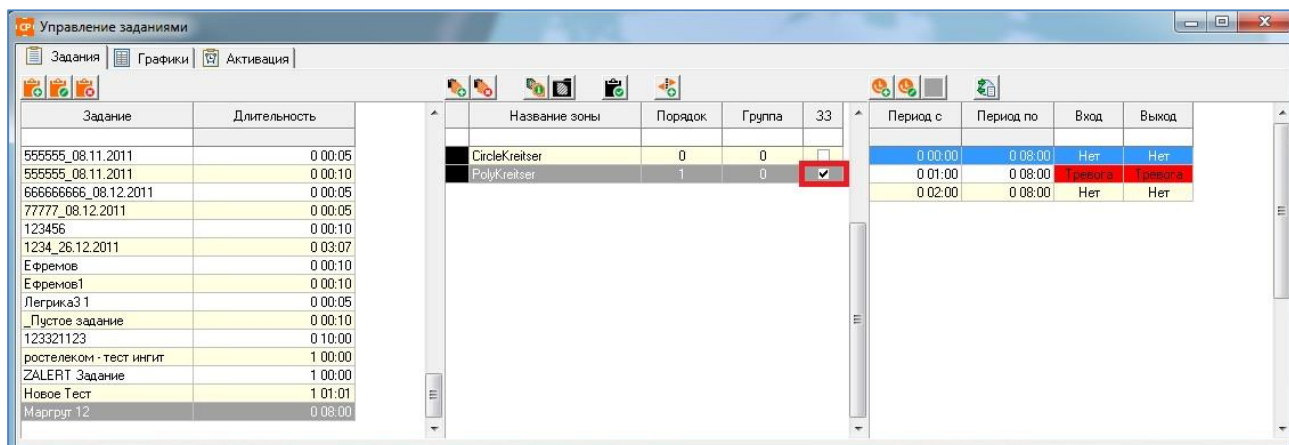 CP Управление заданиями
Задания Графики Активация
Задание Длительность Название зоны Порядок Группа ЗЗ Период с Период по Вход Выход
555555_08.11.2011 0 00:05 CircleKreitser 0 0 0 00:00 0 08:00 Нет Нет
555555_08.11.2011 0 00:10 PolyKreitser 1 0 0 01:00 0 08:00 Тревога Тревога
666666666_08.12.2011 0 00:05 0 02:00 0 08:00 Нет Нет
77777_08.12.2011 0 00:05
123456 0 00:10
1234_26.12.2011 0 03:07
Ефремов 0 00:10
Ефремов1 0 00:10
Легрика3 1 0 00:05
_Пустое задание 0 00:10
123321123 0 10:00
ростелеком - тест ингит 1 00:00
ZALERT Задание 1 00:00
Новое Тест 1 01:01
Маргрут 12 0 08:00